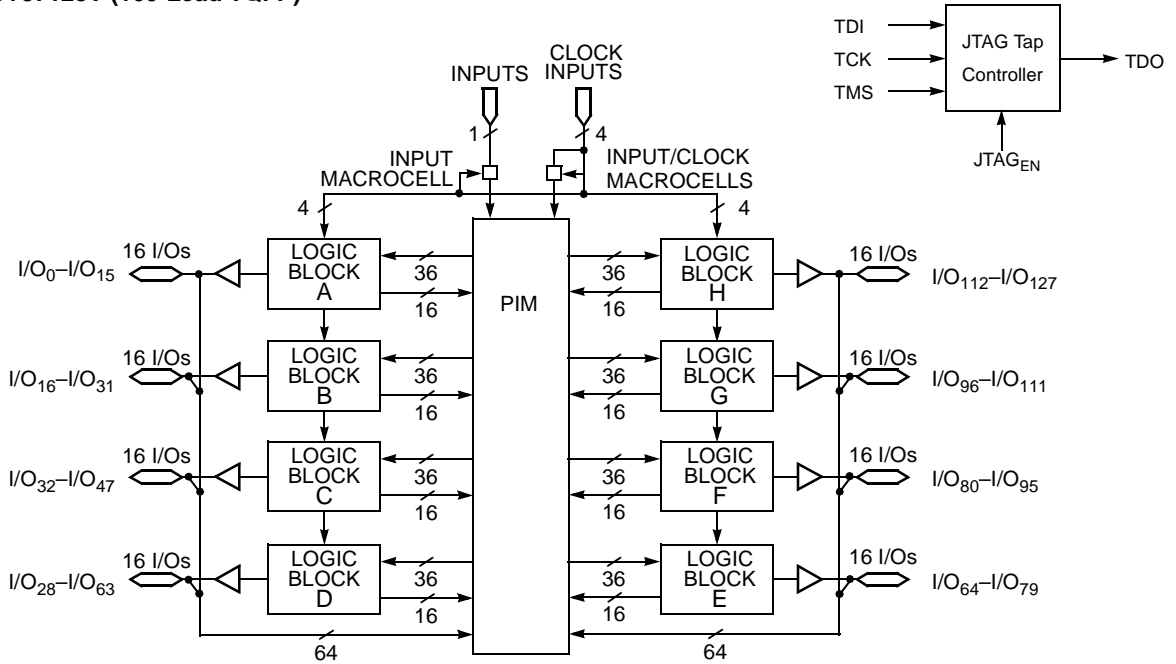 TDI
TCK
TMS
JTAG Tap
Controller
TDO
JTAGEN
INPUTS
CLOCK
INPUTS
1
4
INPUT
MACROCELL
INPUT/CLOCK
MACROCELLS
4
4
PIM
I/O0–I/O15
16 I/Os
LOGIC
BLOCK
A
36
16
36
16
LOGIC
BLOCK
H
16 I/Os
I/O112–I/O127
I/O16–I/O31
16 I/Os
LOGIC
BLOCK
B
36
16
36
16
LOGIC
BLOCK
G
16 I/Os
I/O96–I/O111
I/O32–I/O47
16 I/Os
LOGIC
BLOCK
C
36
16
36
16
LOGIC
BLOCK
F
16 I/Os
I/O80–I/O95
I/O28–I/O63
16 I/Os
LOGIC
BLOCK
D
36
16
36
16
LOGIC
BLOCK
E
16 I/Os
I/O64–I/O79
64
64